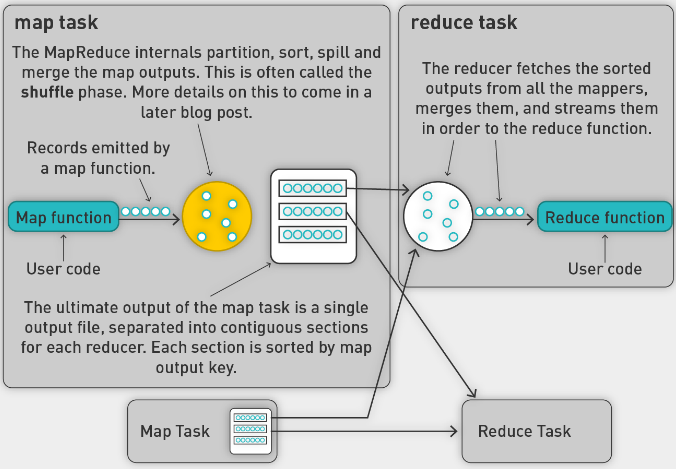 map task
The MapReduce internals partition, sort, spill and
merge the map outputs. This is often called the
shuffle phase. More details on this to come in a
later blog post.
Records emitted by
a map function.
Map function
User code
The ultimate output of the map task is a single
output file, separated into contiguous sections
for each reducer. Each section is sorted by map
output key.
reduce task
The reducer fetches the sorted
outputs from all the mappers,
merges them, and streams them
in order to the reduce function.
Reduce function
User code
Map Task
Reduce Task